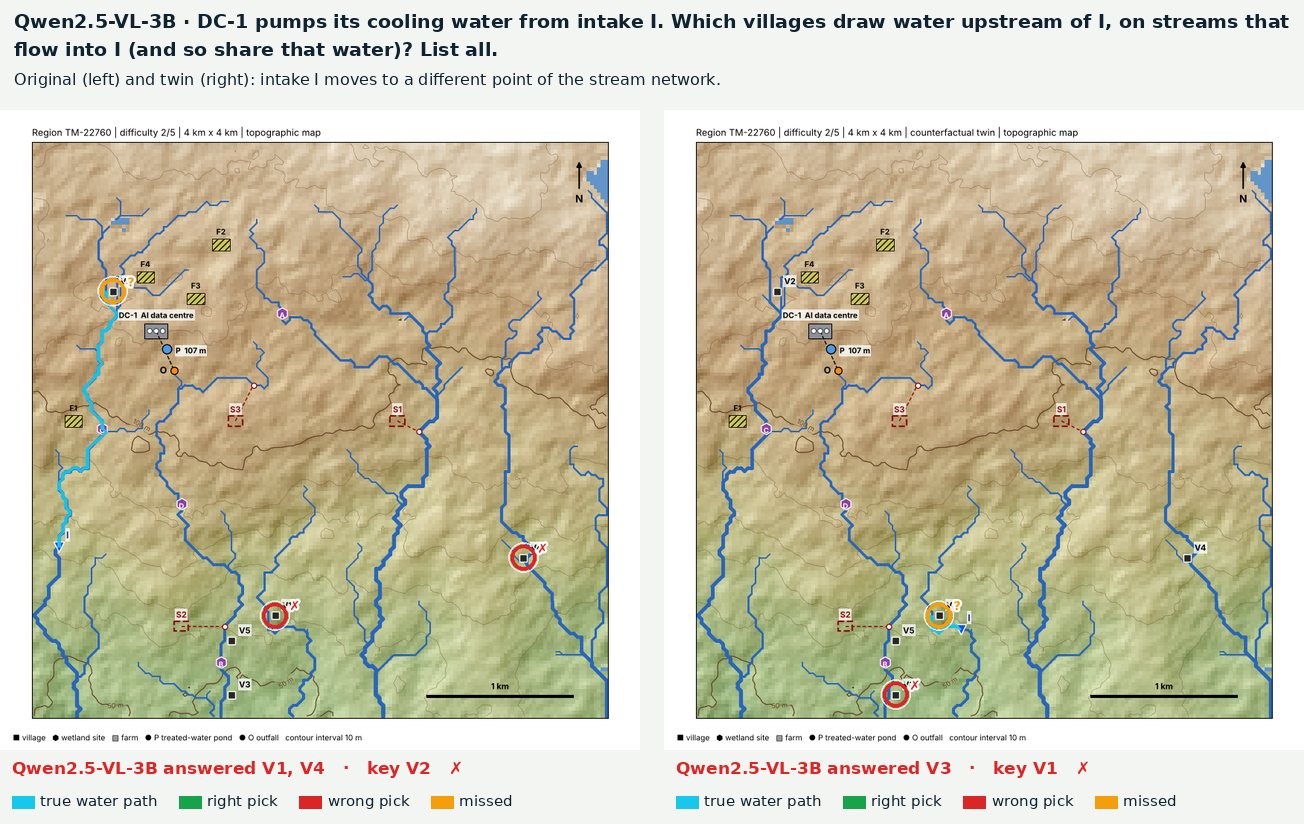 Qwen2.5-VL-3B · DC-1 pumps its cooling water from intake I. Which villages draw water upstream of I, on streams that
flow into I (and so share that water)? List all.
Original (left) and twin (right): intake I moves to a different point of the stream network.
Region TM-22760 | difficulty 2/5 | 4 km x 4 km | topographic map
N
F2
F4
?
F3
DC-1 AI data centre
A
P 107 m
O
F1
S3
S1
C
D
I
✗
✗
S2
V5
B
V3
50 m
50 m
1 km
village wetland site farm P treated-water pond O outfall contour interval 10 m
Qwen2.5-VL-3B answered V1, V4 · key V2 ✗
true water path right pick wrong pick missed
Region TM-22760 | difficulty 2/5 | 4 km x 4 km | counterfactual twin | topographic map
N
F2
F4
V2
F3
DC-1 AI data centre
A
P 107 m
O
F1
S3
S1
C
D
V4
?
I
S2
V5
B
✗
50 m
50 m
1 km
village wetland site farm P treated-water pond O outfall contour interval 10 m
Qwen2.5-VL-3B answered V3 · key V1 ✗
true water path right pick wrong pick missed